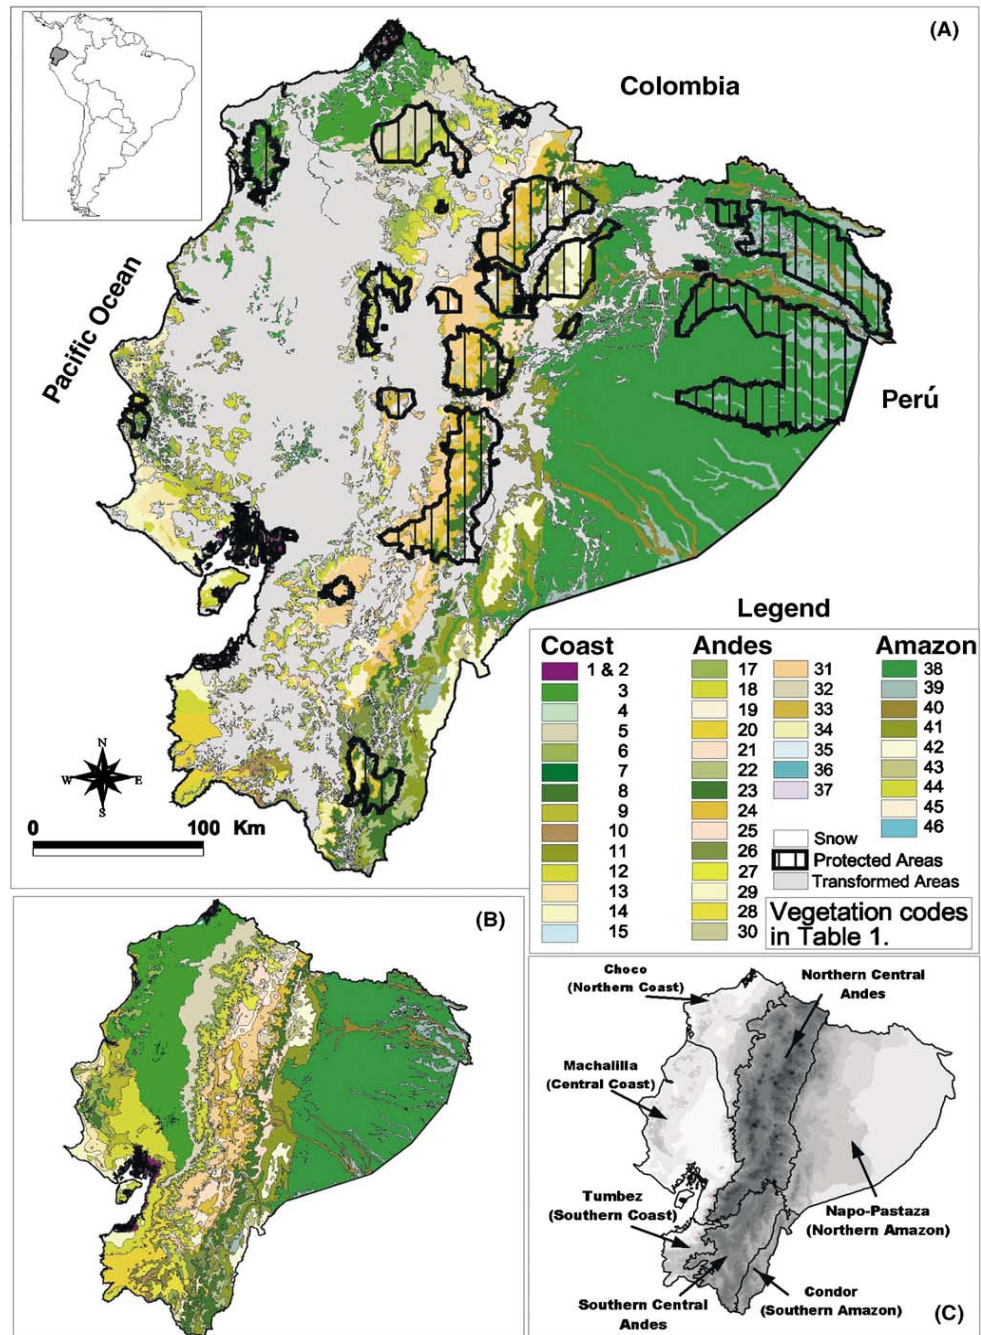 (A)
Colombia
Pacific Ocean
Perú
N
W E
S
0 100 Km
Legend
Coast
1 & 2
3
4
5
6
7
8
9
10
11
12
13
14
15
Andes
17
18
19
20
21
22
23
24
25
26
27
29
28
30
31
32
33
34
35
36
37
Amazon
38
39
40
41
42
43
44
45
46
Snow
Protected Areas
Transformed Areas
Vegetation codes
in Table 1.
(B)
Choco
(Northern Coast)
Northern Central
Andes
Machalilla
(Central Coast)
Tumbez
(Southern Coast)
Napo-Pastaza
(Northern Amazon)
Southern Central
Andes
Condor
(Southern Amazon)
(C)